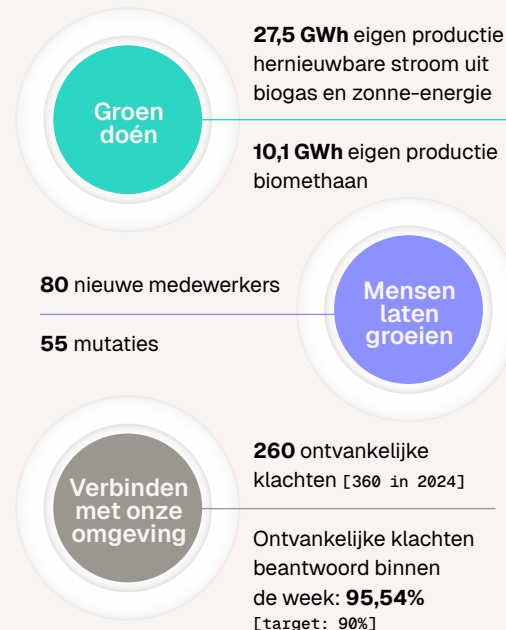 Groen
doén
27,5 GWh eigen productie
hernieuwbare stroom uit
biogas en zonne-energie
10,1 GWh eigen productie
biomethaan
80 nieuwe medewerkers
55 mutaties
Mensen
laten
groeien
Verbinden
met onze
omgeving
260 ontvankelijke
klachten [360 in 2024]
Ontvankelijke klachten
beantwoord binnen
de week: 95,54%
[target: 90%]